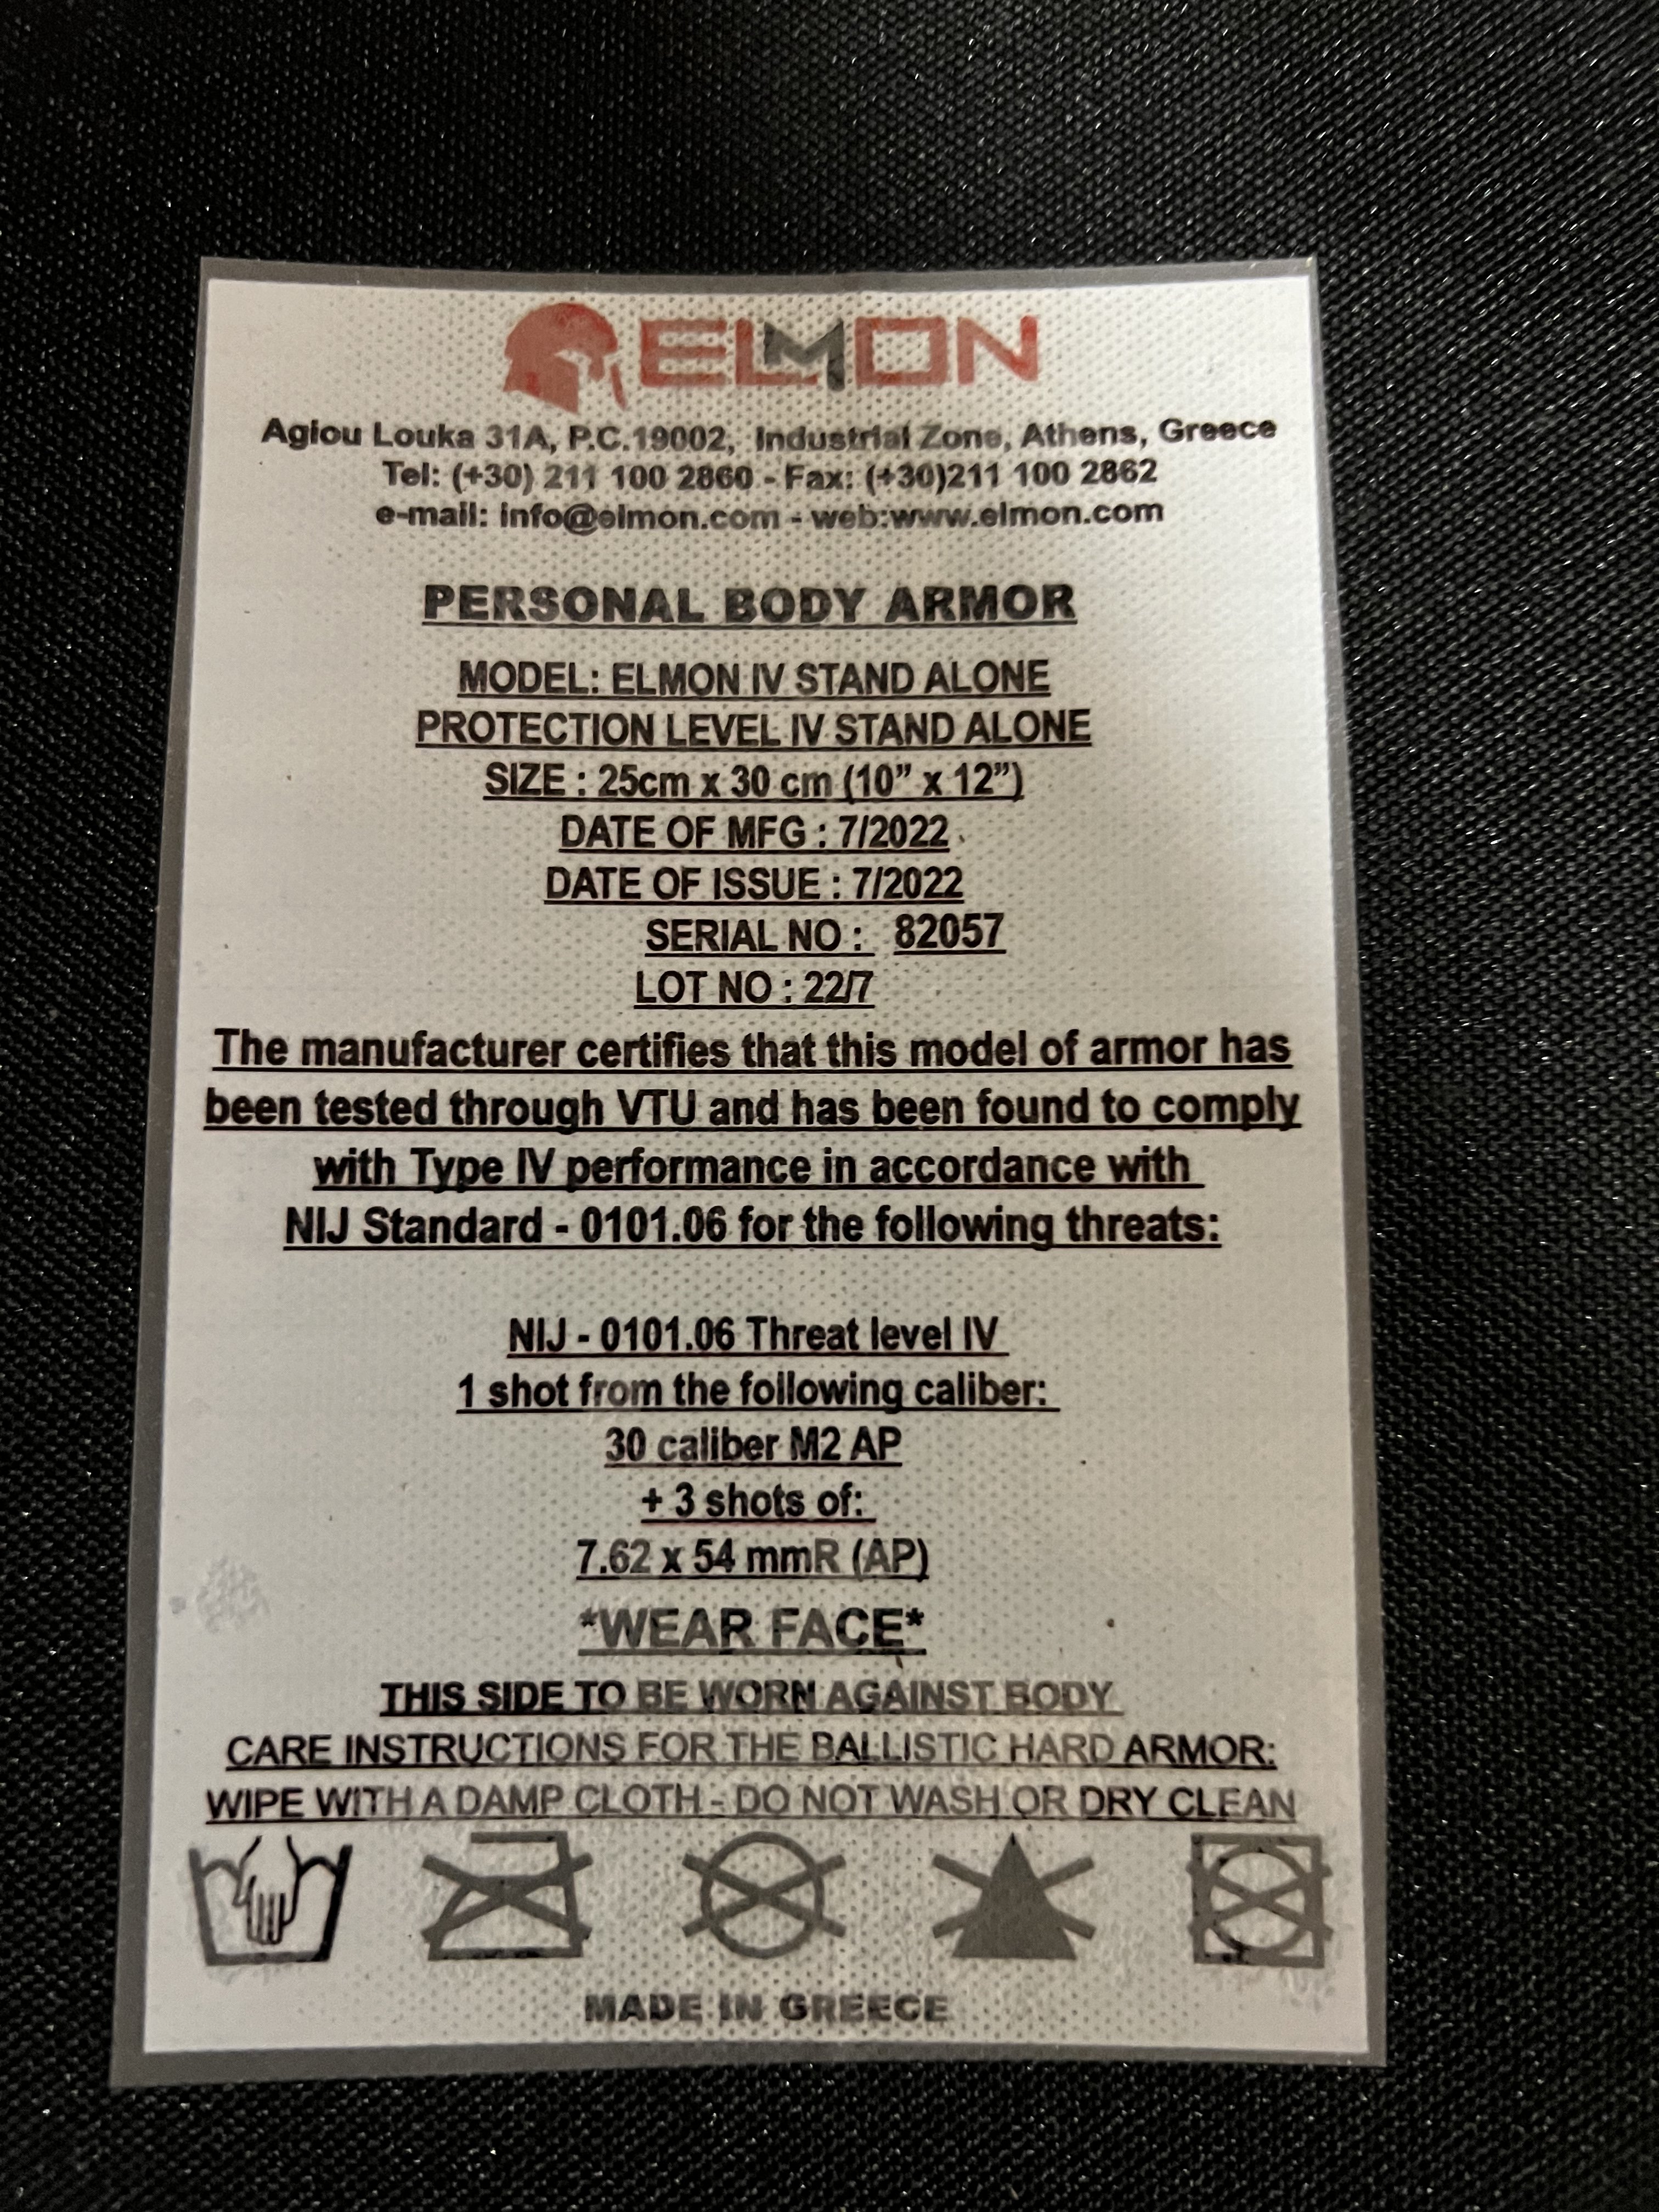 ELMON
Agiou Louka 31A, P.C.19002, Industrial Zone, Athens, Greece
Tel: (+30) 211 100 2860 - Fax: (+30)211 100 2862
e-mail: info@elmon.com - web:www.elmon.com
PERSONAL BODY ARMOR
MODEL: ELMON IV STAND ALONE
PROTECTION LEVEL IV STAND ALONE
SIZE : 25cm x 30 cm (10” x 12”)
DATE OF MFG : 7/2022
DATE OF ISSUE : 7/2022
SERIAL NO : 82057
LOT NO : 22/7
The manufacturer certifies that this model of armor has
been tested through VTU and has been found to comply
with Type IV performance in accordance with
NIJ Standard - 0101.06 for the following threats:
NIJ - 0101.06 Threat level IV
1 shot from the following caliber:
30 caliber M2 AP
+ 3 shots of:
7.62 x 54 mmR (AP)
*WEAR FACE*
THIS SIDE TO BE WORN AGAINST BODY
CARE INSTRUCTIONS FOR THE BALLISTIC HARD ARMOR:
WIPE WITH A DAMP CLOTH - DO NOT WASH OR DRY CLEAN
MADE IN GREECE